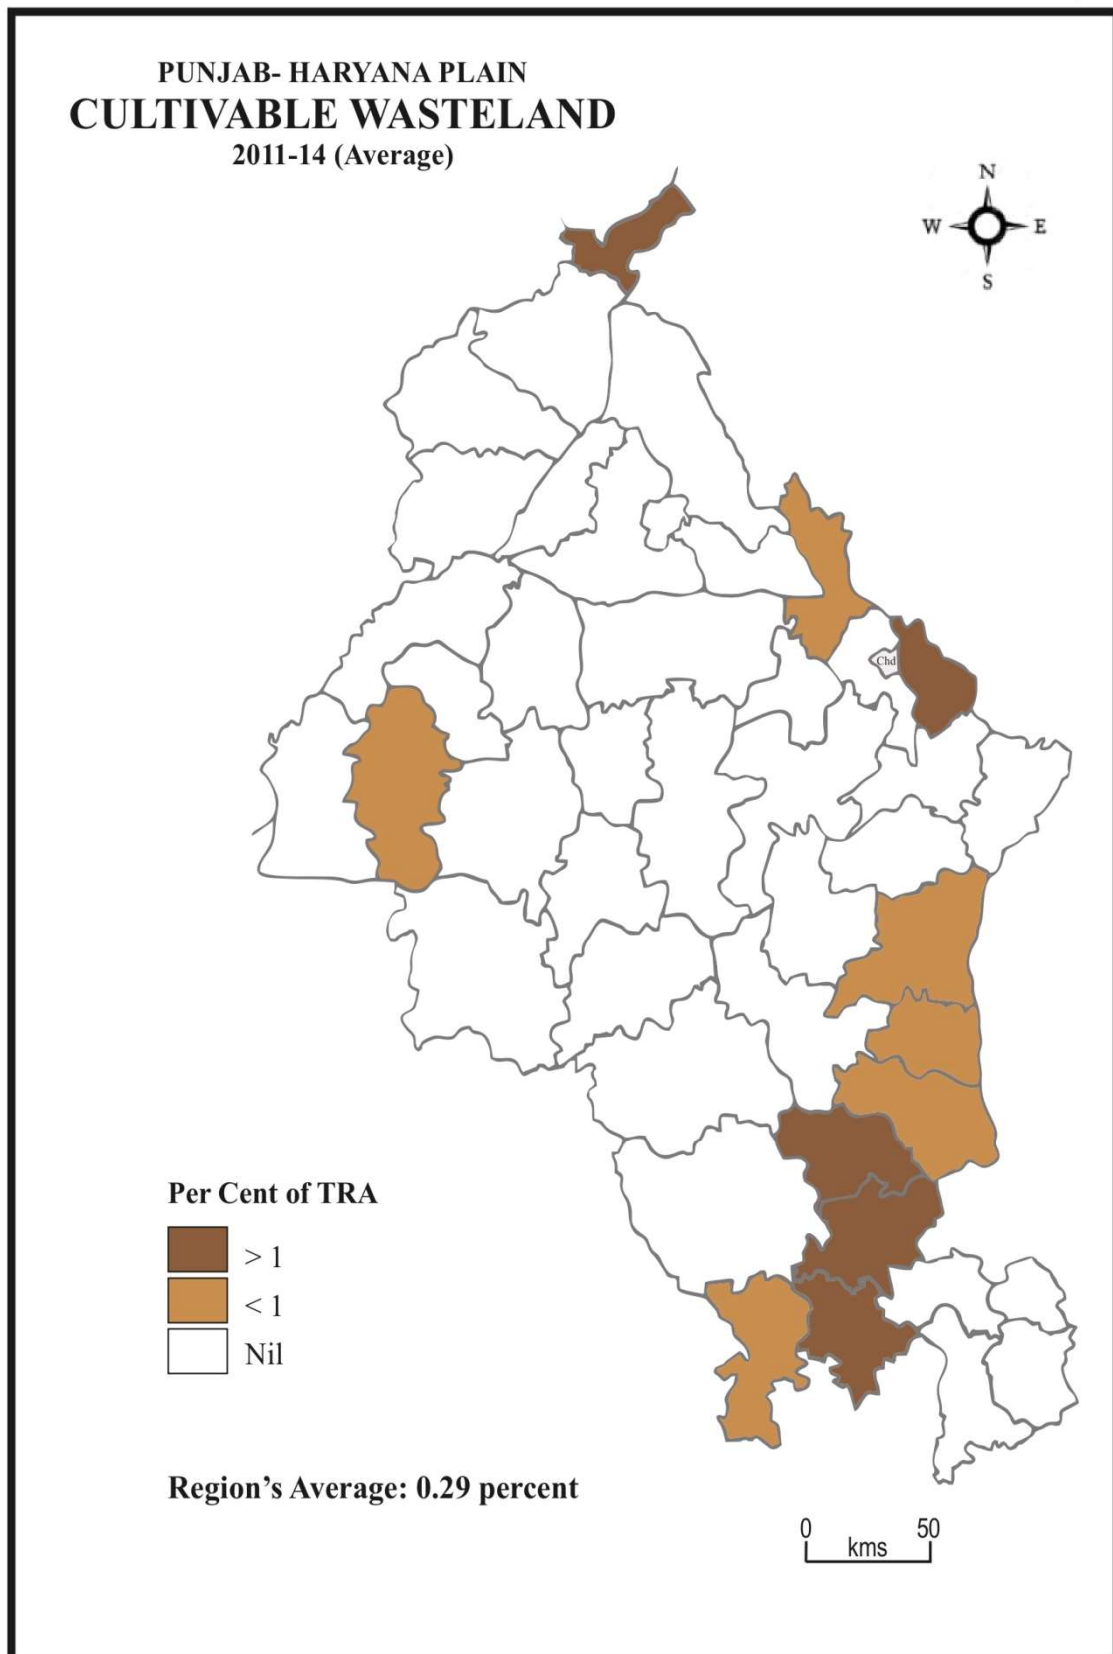 PUNJAB- HARYANA PLAIN
CULTIVABLE WASTELAND
2011-14 (Average)
N
W E
S
Chd
Per Cent of TRA
> 1
< 1
Nil
Region’s Average: 0.29 percent
0 50
kms